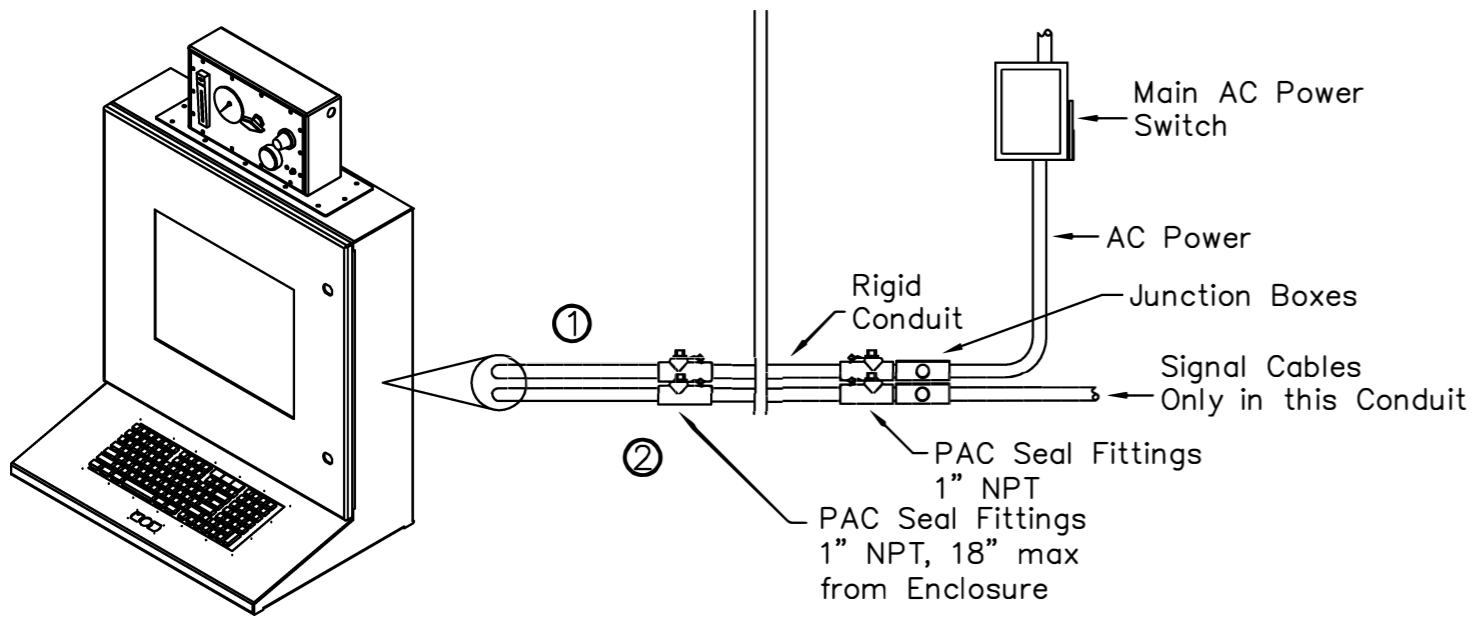 Main AC Power
Switch
AC Power
Rigid
Conduit
Junction Boxes
①
Signal Cables
Only in this Conduit
②
PAC Seal Fittings
1” NPT
PAC Seal Fittings
1” NPT, 18” max
from Enclosure